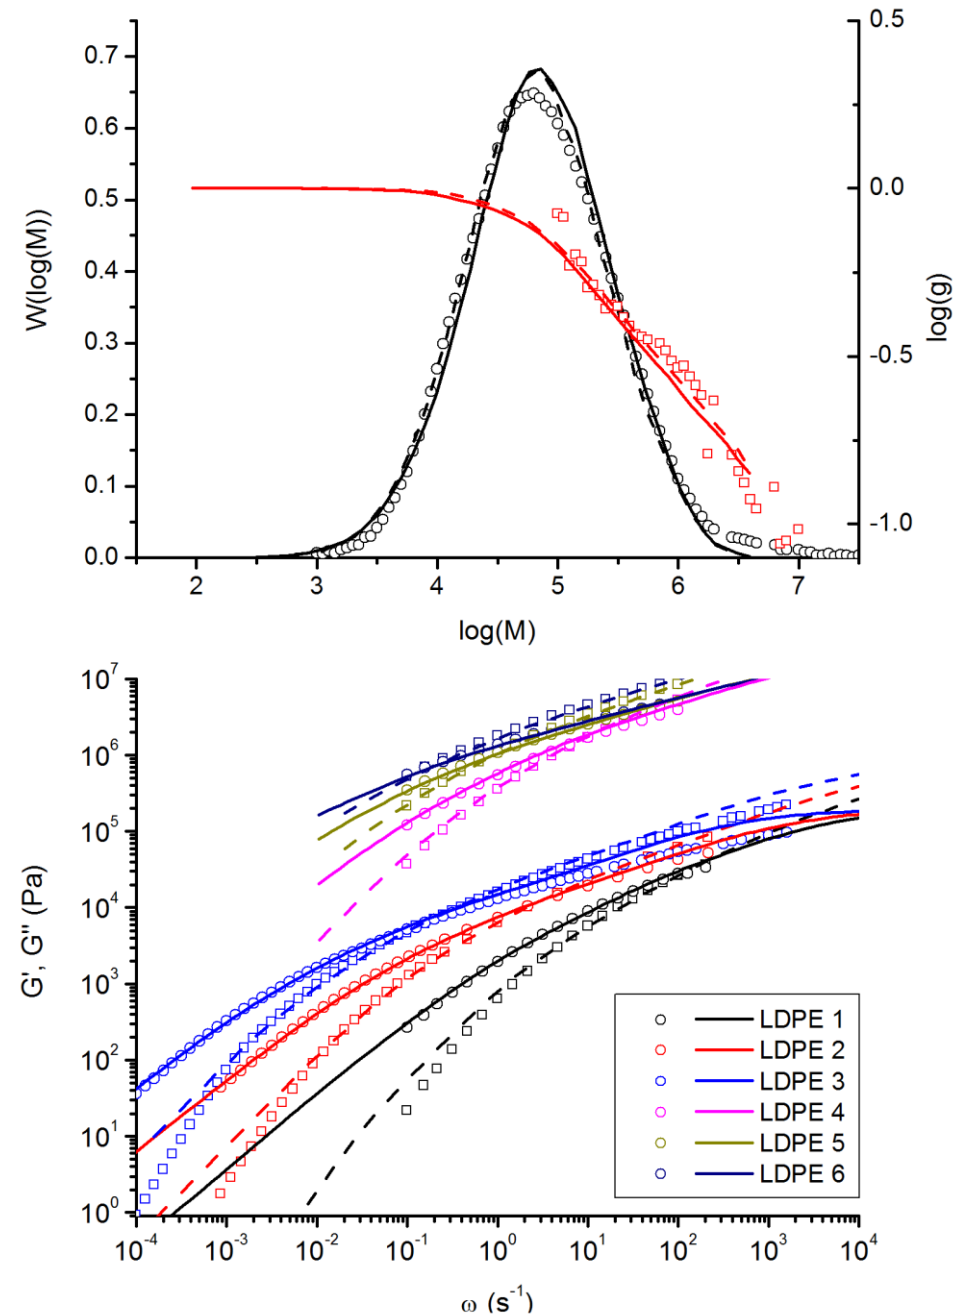 0.5
0.7
0.6
0.5
0.0
0.4
0.3
-0.5
0.2
0.1
-1.0
0.0
W(log(M))
log(g)
2 3 4 5 6 7
log(M)
10⁷
10⁶
10⁵
10⁴
10³
10²
10¹
10⁰
G', G'' (Pa)
LDPE 1
LDPE 2
LDPE 3
LDPE 4
LDPE 5
LDPE 6
10⁻⁴ 10⁻³ 10⁻² 10⁻¹ 10⁰ 10¹ 10² 10³ 10⁴
ω (s⁻¹)